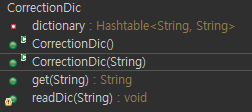 CorrectionDic
dictionary : Hashtable<String, String>
C CorrectionDic()
C CorrectionDic(String)
get(String) : String
readDic(String) : void